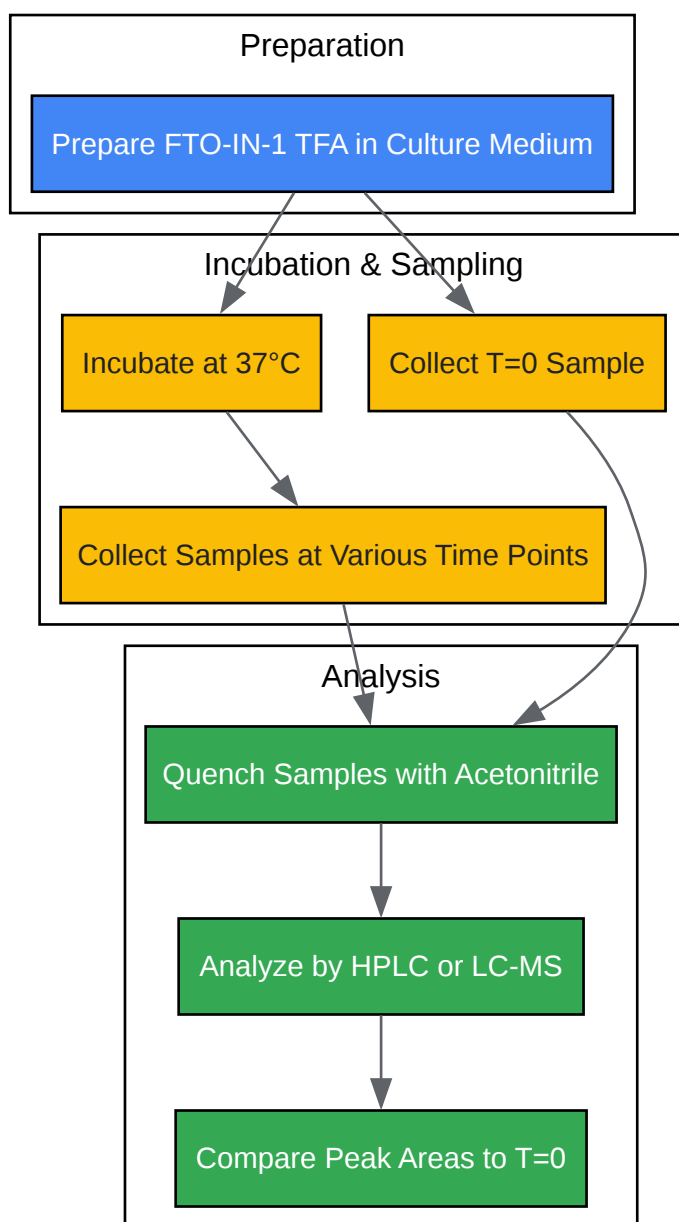 Preparation
Prepare FTO-IN-1 TFA in Culture Medium
Incubation & Sampling
Incubate at 37°C
Collect T=0 Sample
Collect Samples at Various Time Points
Analysis
Quench Samples with Acetonitrile
Analyze by HPLC or LC-MS
Compare Peak Areas to T=0